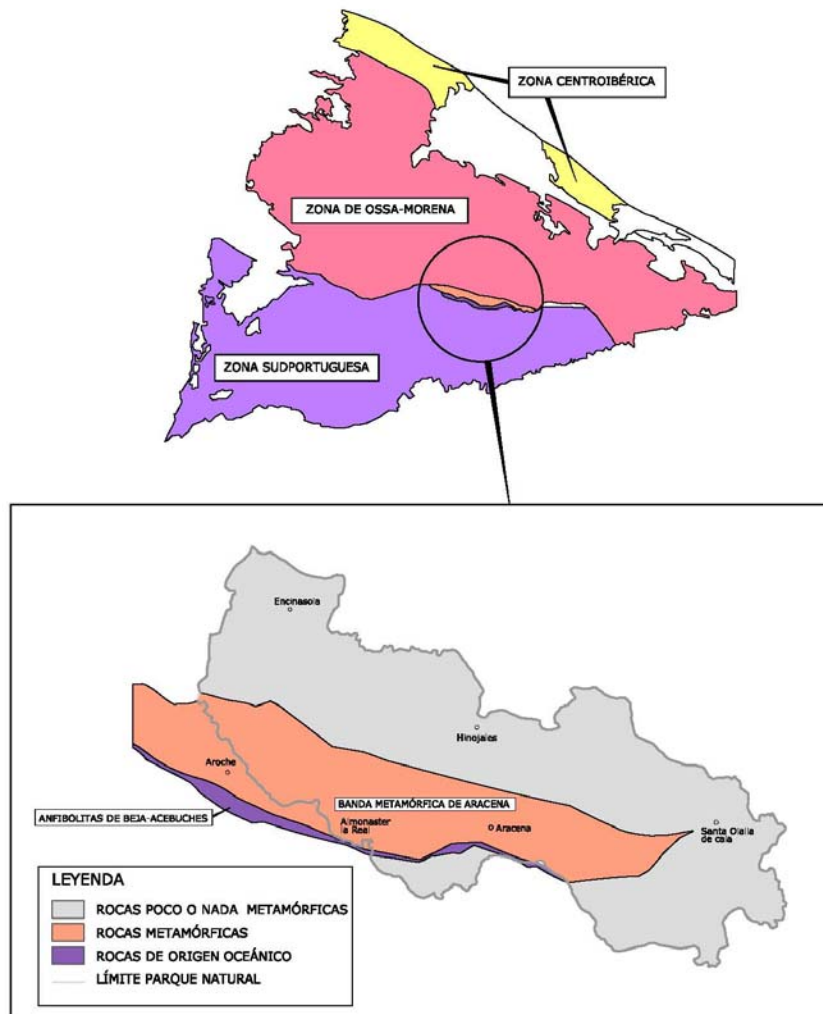 ZONA CENTROIBÉRICA
ZONA DE OSSA-MORENA
ZONA SUDPORTUGUESA
Encinasola
Hinojales
Aroche
BANDA METAMÓRFICA DE ARACENA
ANFIBOLITAS DE BEJA-ACEBUCHES
Almonaster
la Real
Aracena
Santa Olalla
de cala
LEYENDA
ROCAS POCO O NADA METAMÓRFICAS
ROCAS METAMÓRFICAS
ROCAS DE ORIGEN OCEÁNICO
LÍMITE PARQUE NATURAL